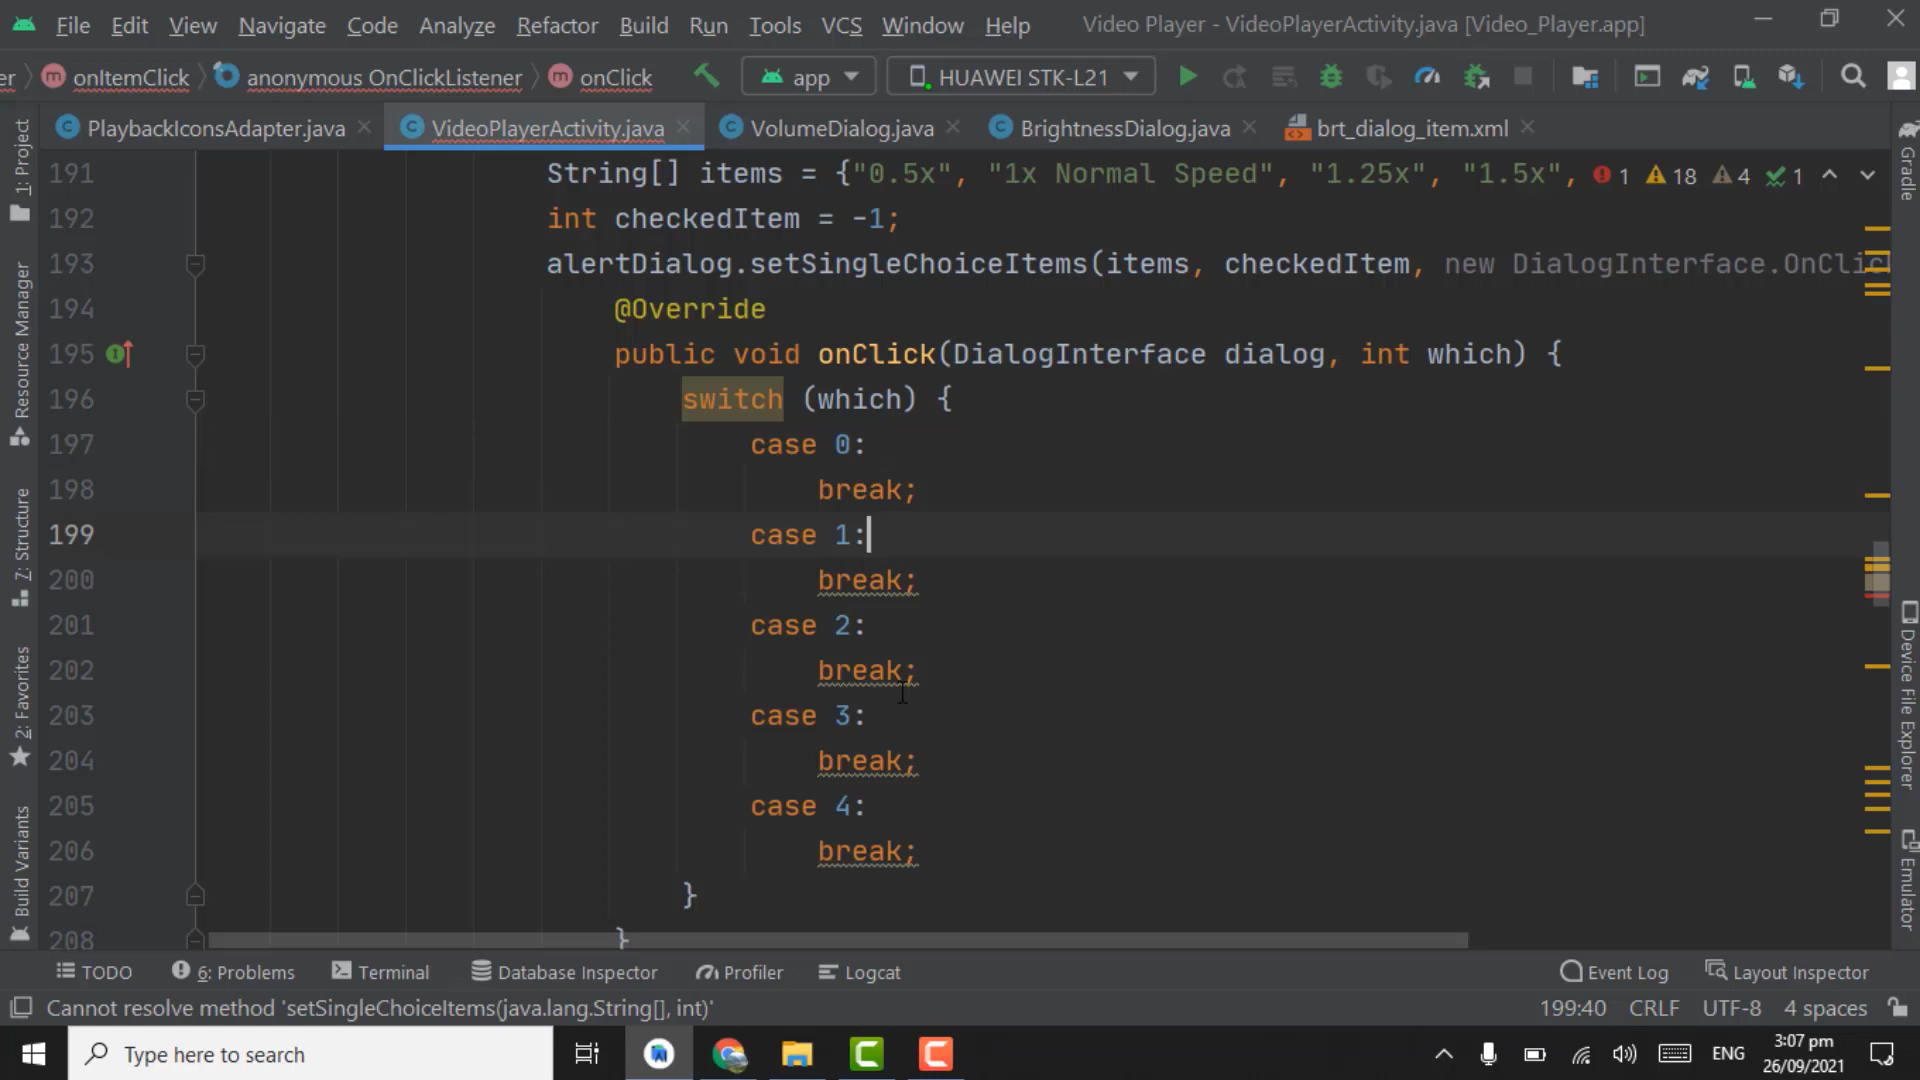 File Edit View Navigate Code Analyze Refactor Build Run Tools VCS Window Help Video Player - VideoPlayerActivity.java [Video_Player.app]
er onItemClick anonymous OnClickListener onClick app HUAWEI STK-L21
PlaybackIconsAdapter.java VideoPlayerActivity.java VolumeDialog.java BrightnessDialog.java brt_dialog_item.xml
191 String[] items = {"0.5x", "1x Normal Speed", "1.25x", "1.5x", 1 18 4 1
192 int checkedItem = -1;
193 alertDialog.setSingleChoiceItems(items, checkedItem, new DialogInterface.OnClic
194 @Override
195 public void onClick(DialogInterface dialog, int which) {
196 switch (which) {
197 case 0:
198 break;
199 case 1:
200 break;
201 case 2:
202 break;
203 case 3:
204 break;
205 case 4:
206 break;
207 }
208 }
1: Project
Resource Manager
7: Structure
2: Favorites
Build Variants
Gradle
Device File Explorer
Emulator
TODO 6: Problems Terminal Database Inspector Profiler Logcat Event Log Layout Inspector
Cannot resolve method 'setSingleChoiceItems(java.lang.String[], int)' 199:40 CRLF UTF-8 4 spaces
Type here to search ENG 3:07 pm
26/09/2021